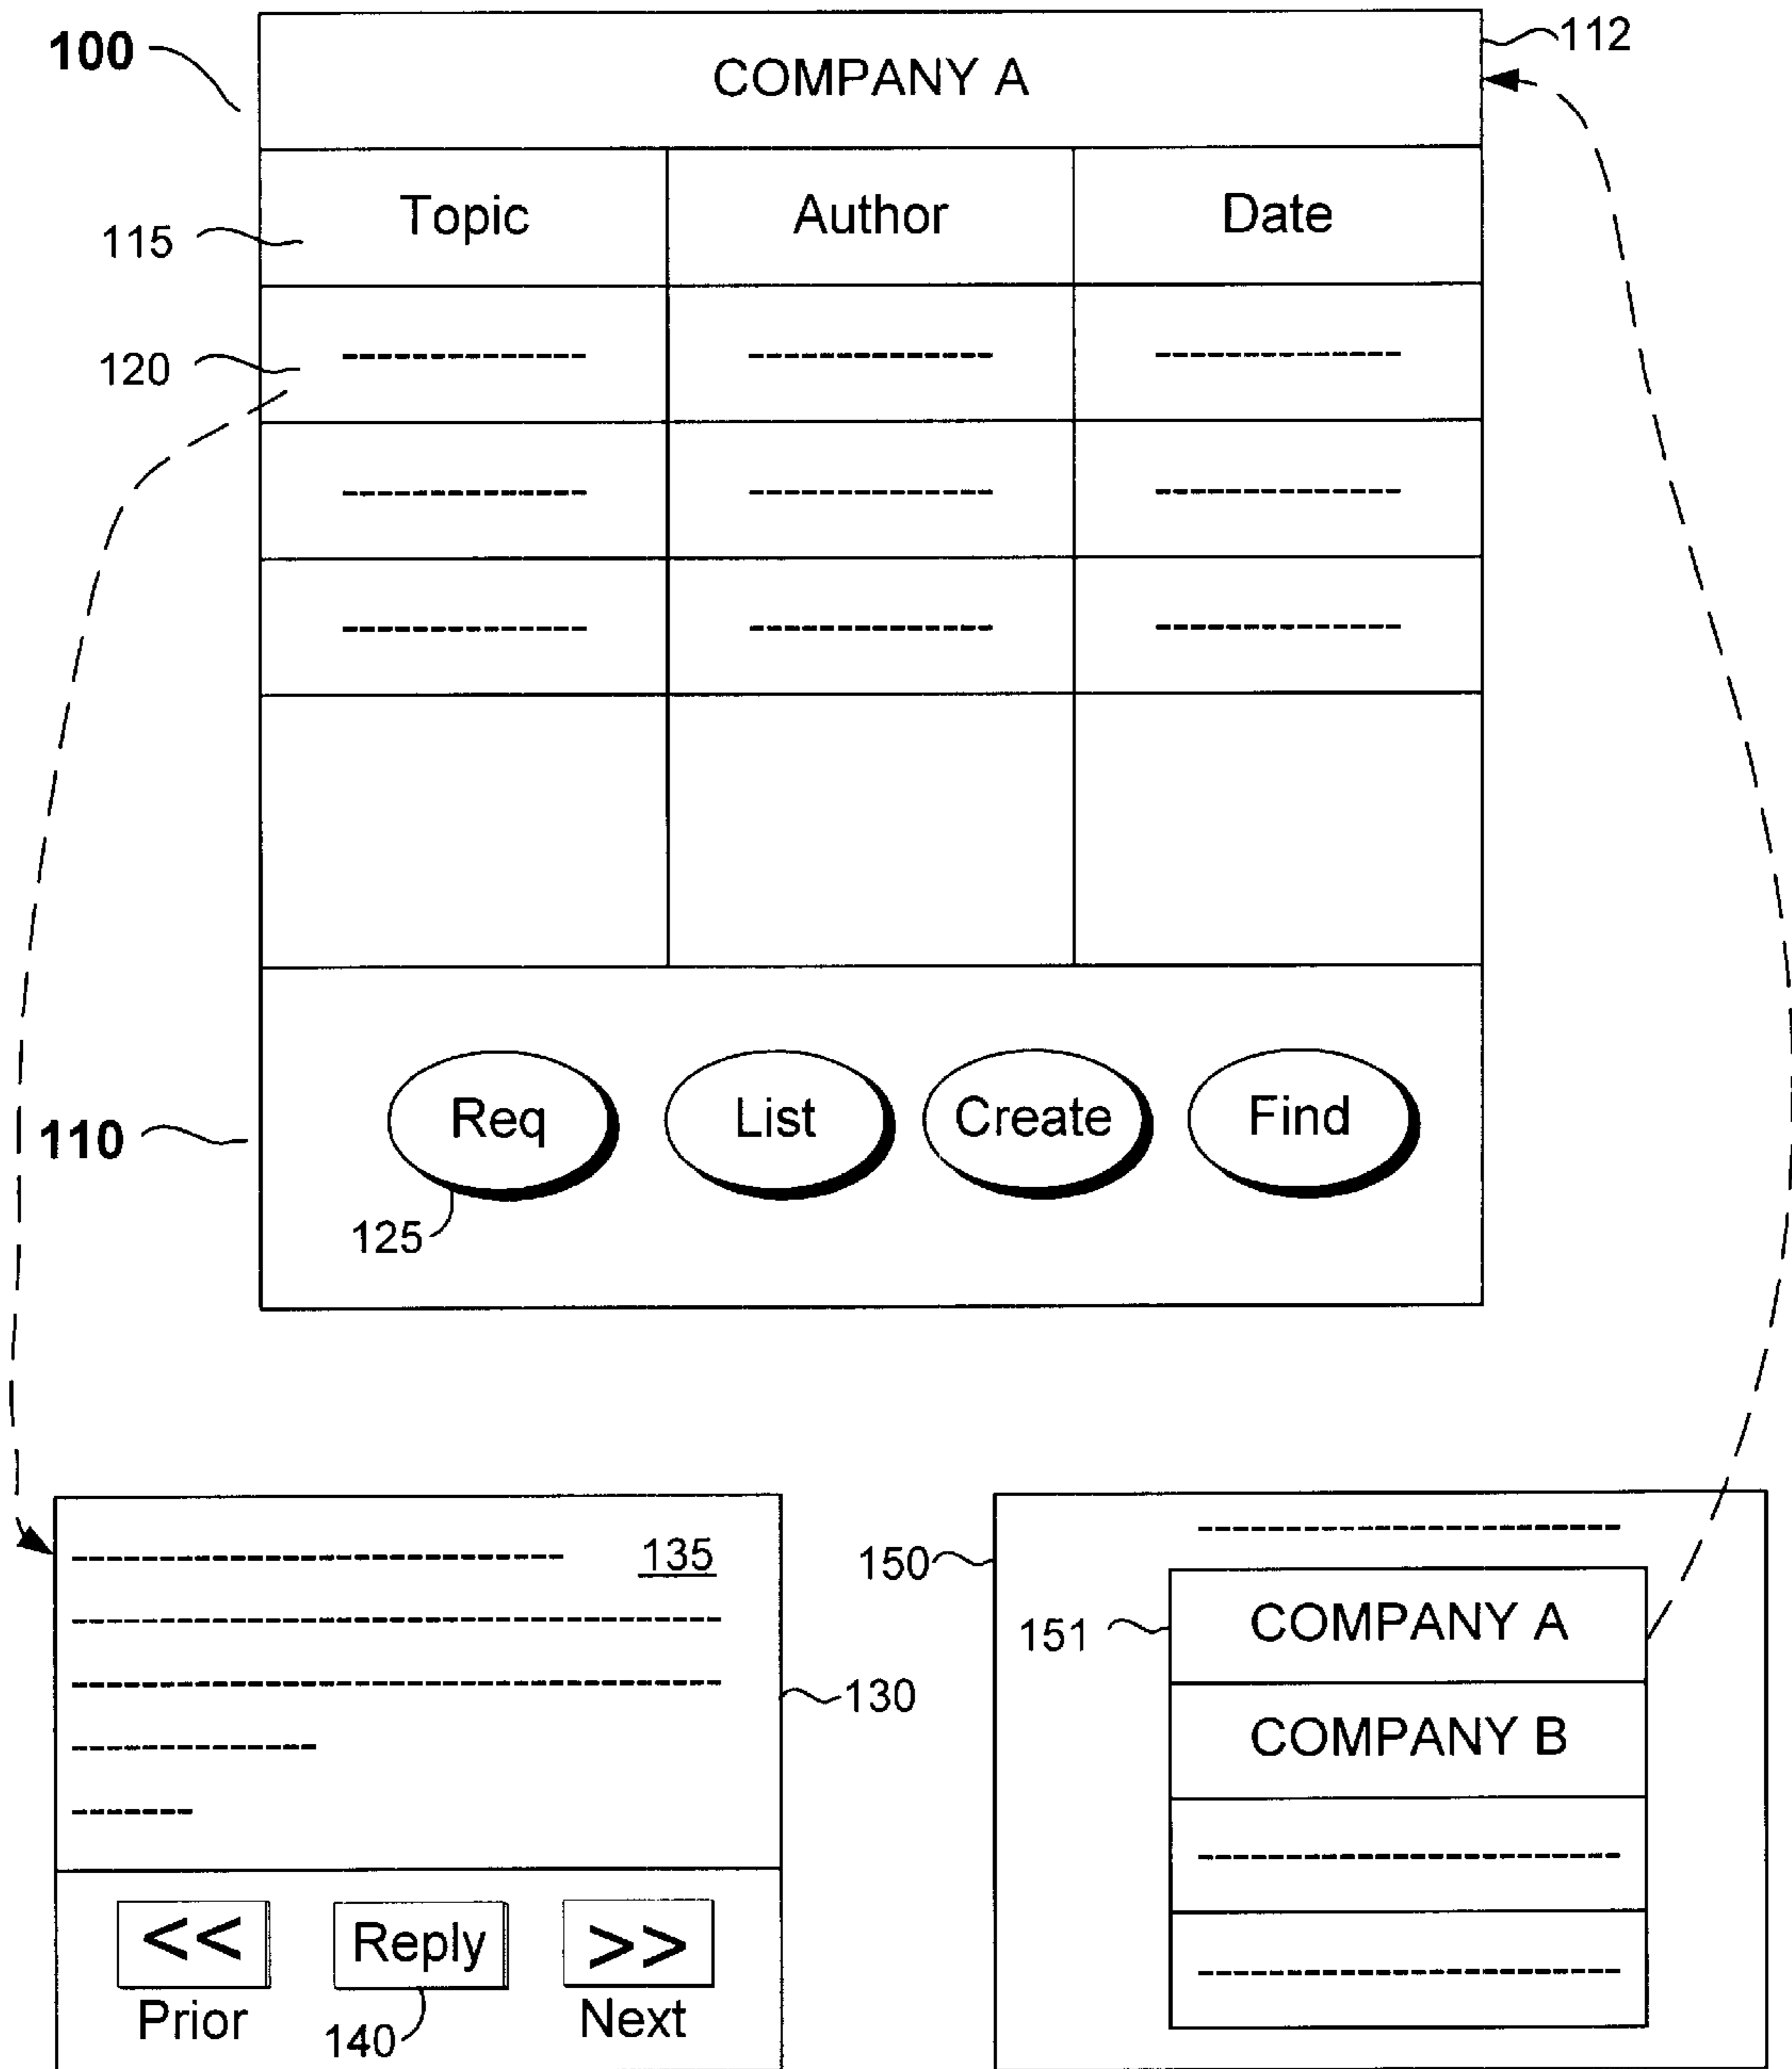 100
112
COMPANY A
115
Topic Author Date
120
110
Req List Create Find
125
135
130
<< Reply >>
Prior Next
140
150
151
COMPANY A
COMPANY B